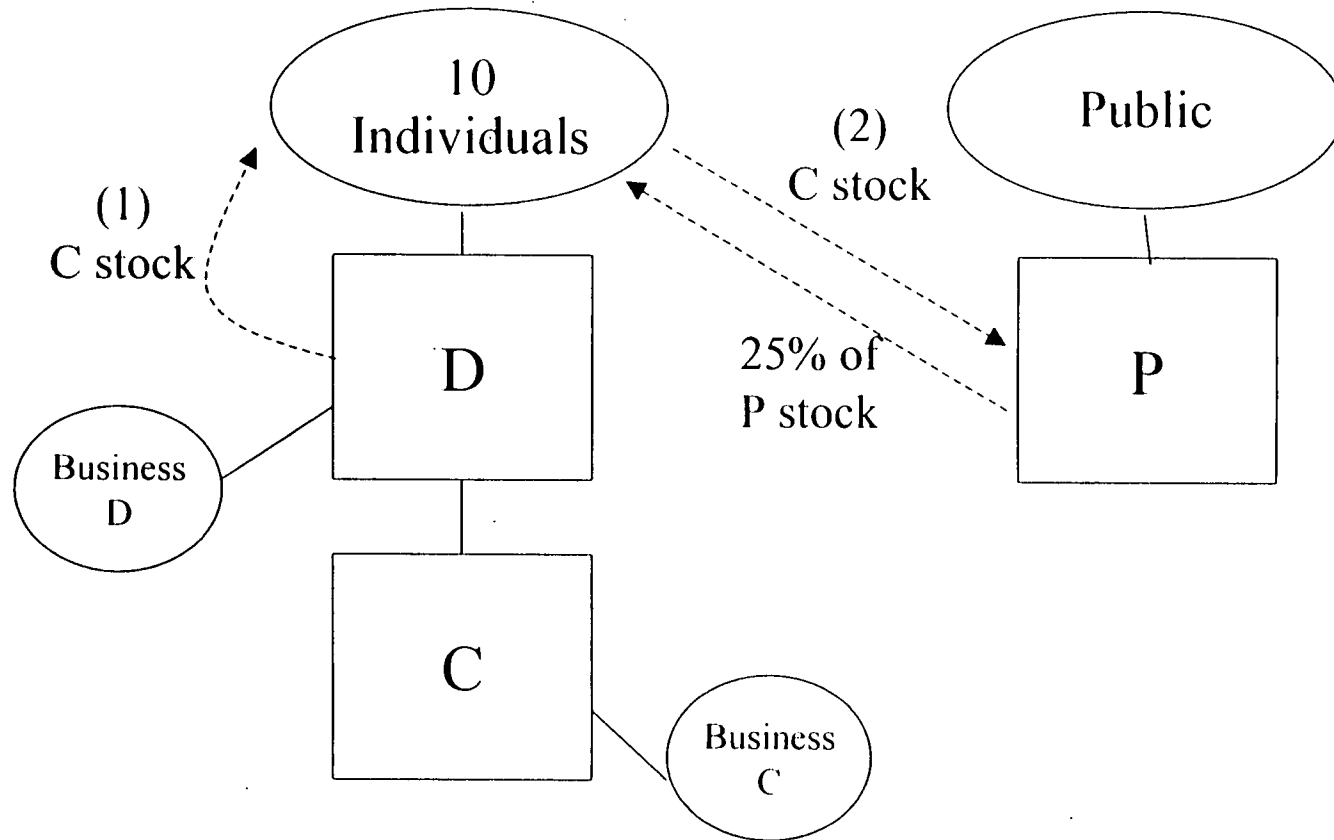 10
Individuals
Public
(2)
C stock
(1)
C stock
D
25% of
P stock
P
Business
D
C
Business
C